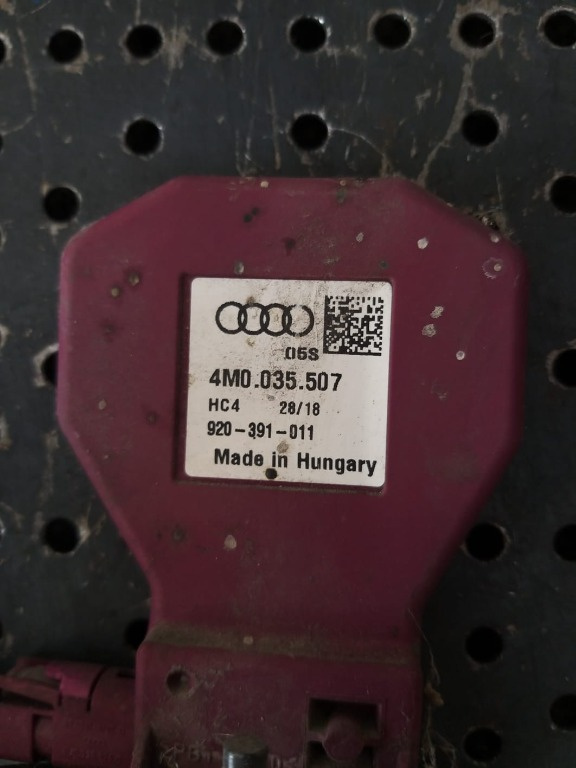 05S
4M0.035.507
HC4 28/18
920-391-011
Made in Hungary